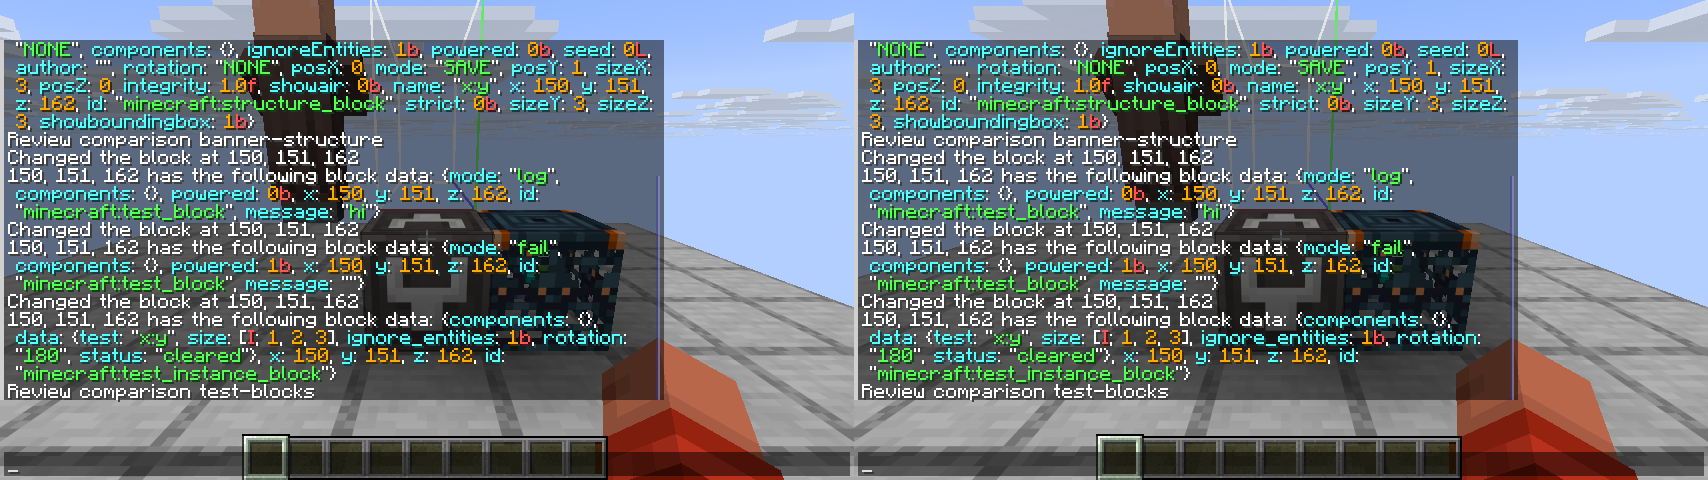 "NONE", components: {}, ignoreEntities: 1b, powered: 0b, seed: 0L,
author: "", rotation: "NONE", posX: 0, mode: "SAVE", posY: 1, sizeX:
3, posZ: 0, integrity: 1.0f, showair: 0b, name: "x:y", x: 150, y: 151,
z: 162, id: "minecraft:structure_block", strict: 0b, sizeY: 3, sizeZ:
3, showboundingbox: 1b}
Review comparison banner-structure
Changed the block at 150, 151, 162
150, 151, 162 has the following block data: {mode: "log",
components: {}, powered: 0b, x: 150, y: 151, z: 162, id:
"minecraft:test_block", message: "hi"}
Changed the block at 150, 151, 162
150, 151, 162 has the following block data: {mode: "fail",
components: {}, powered: 1b, x: 150, y: 151, z: 162, id:
"minecraft:test_block", message: ""}
Changed the block at 150, 151, 162
150, 151, 162 has the following block data: {components: {},
data: {test: "x:y", size: [I; 1, 2, 3], ignore_entities: 1b, rotation:
"180", status: "cleared"}, x: 150, y: 151, z: 162, id:
"minecraft:test_instance_block"}
Review comparison test-blocks
_
"NONE", components: {}, ignoreEntities: 1b, powered: 0b, seed: 0L,
author: "", rotation: "NONE", posX: 0, mode: "SAVE", posY: 1, sizeX:
3, posZ: 0, integrity: 1.0f, showair: 0b, name: "x:y", x: 150, y: 151,
z: 162, id: "minecraft:structure_block", strict: 0b, sizeY: 3, sizeZ:
3, showboundingbox: 1b}
Review comparison banner-structure
Changed the block at 150, 151, 162
150, 151, 162 has the following block data: {mode: "log",
components: {}, powered: 0b, x: 150, y: 151, z: 162, id:
"minecraft:test_block", message: "hi"}
Changed the block at 150, 151, 162
150, 151, 162 has the following block data: {mode: "fail",
components: {}, powered: 1b, x: 150, y: 151, z: 162, id:
"minecraft:test_block", message: ""}
Changed the block at 150, 151, 162
150, 151, 162 has the following block data: {components: {},
data: {test: "x:y", size: [I; 1, 2, 3], ignore_entities: 1b, rotation:
"180", status: "cleared"}, x: 150, y: 151, z: 162, id:
"minecraft:test_instance_block"}
Review comparison test-blocks
_